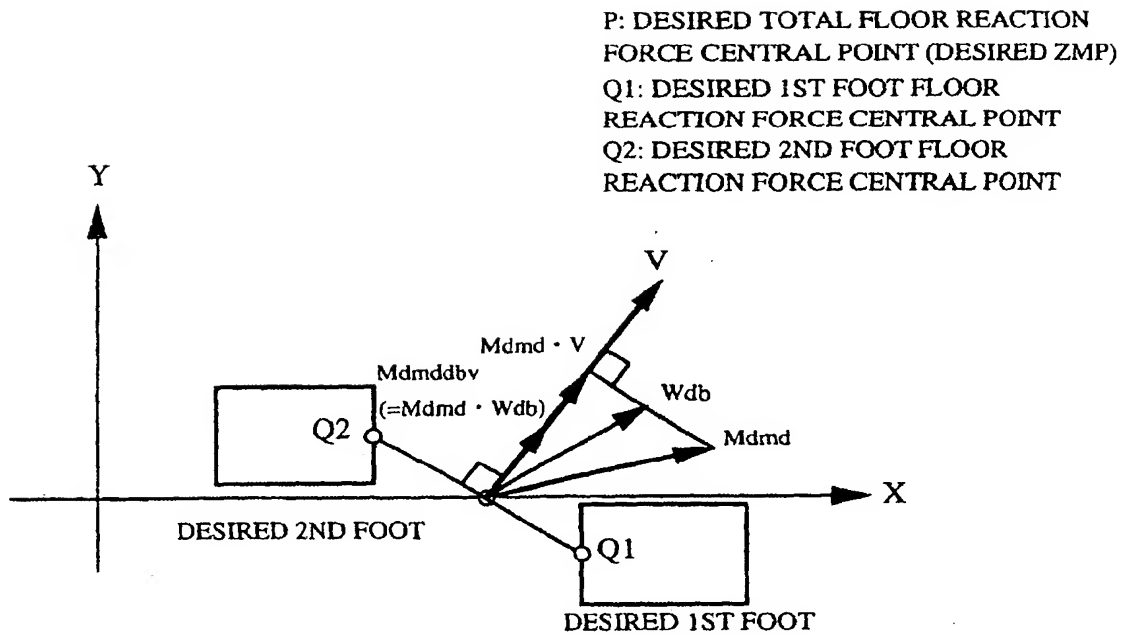 P: DESIRED TOTAL FLOOR REACTION
FORCE CENTRAL POINT (DESIRED ZMP)
Q1: DESIRED 1ST FOOT FLOOR
REACTION FORCE CENTRAL POINT
Q2: DESIRED 2ND FOOT FLOOR
REACTION FORCE CENTRAL POINT
Y
V
Mdmd・V
Mdmddbv
(=Mdmd・Wdb)
Wdb
Q2
Mdmd
X
DESIRED 2ND FOOT
Q1
DESIRED 1ST FOOT